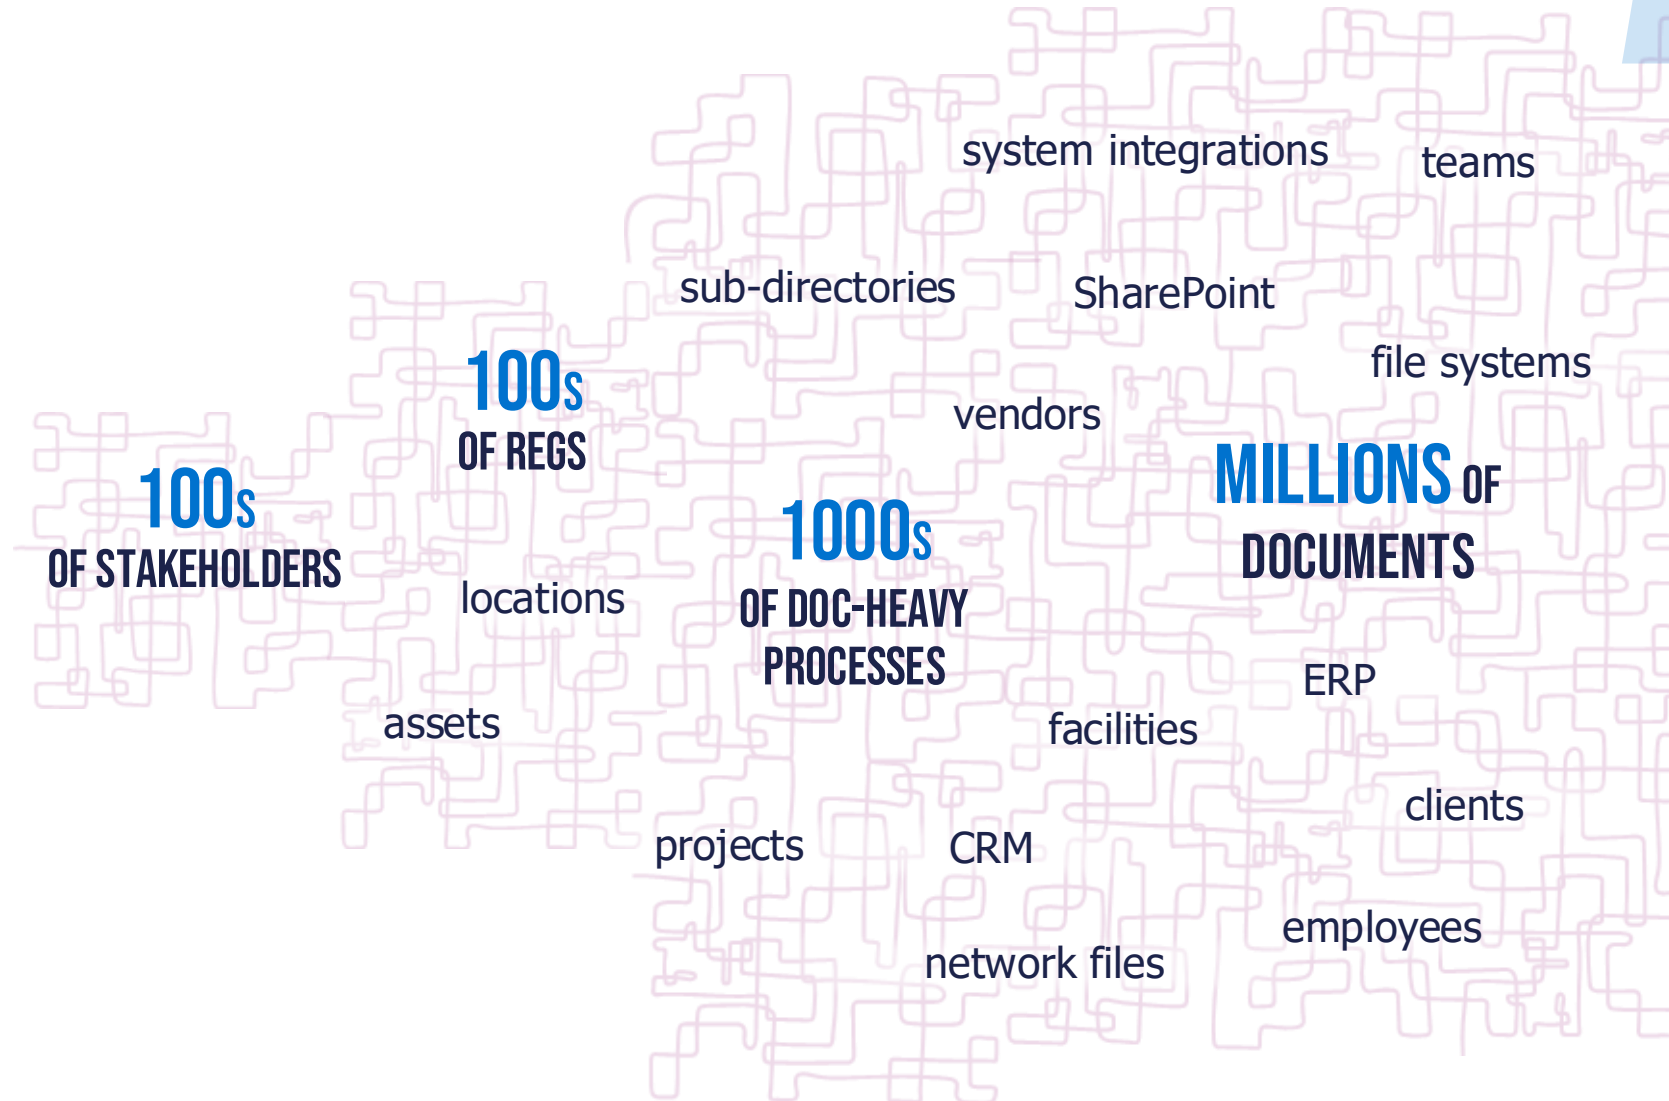 system integrations
teams
sub-directories
SharePoint
file systems
100s
OF REGS
vendors
100s
OF STAKEHOLDERS
MILLIONS OF
DOCUMENTS
1000s
OF DOC-HEAVY
PROCESSES
locations
ERP
assets
facilities
clients
projects
CRM
employees
network files